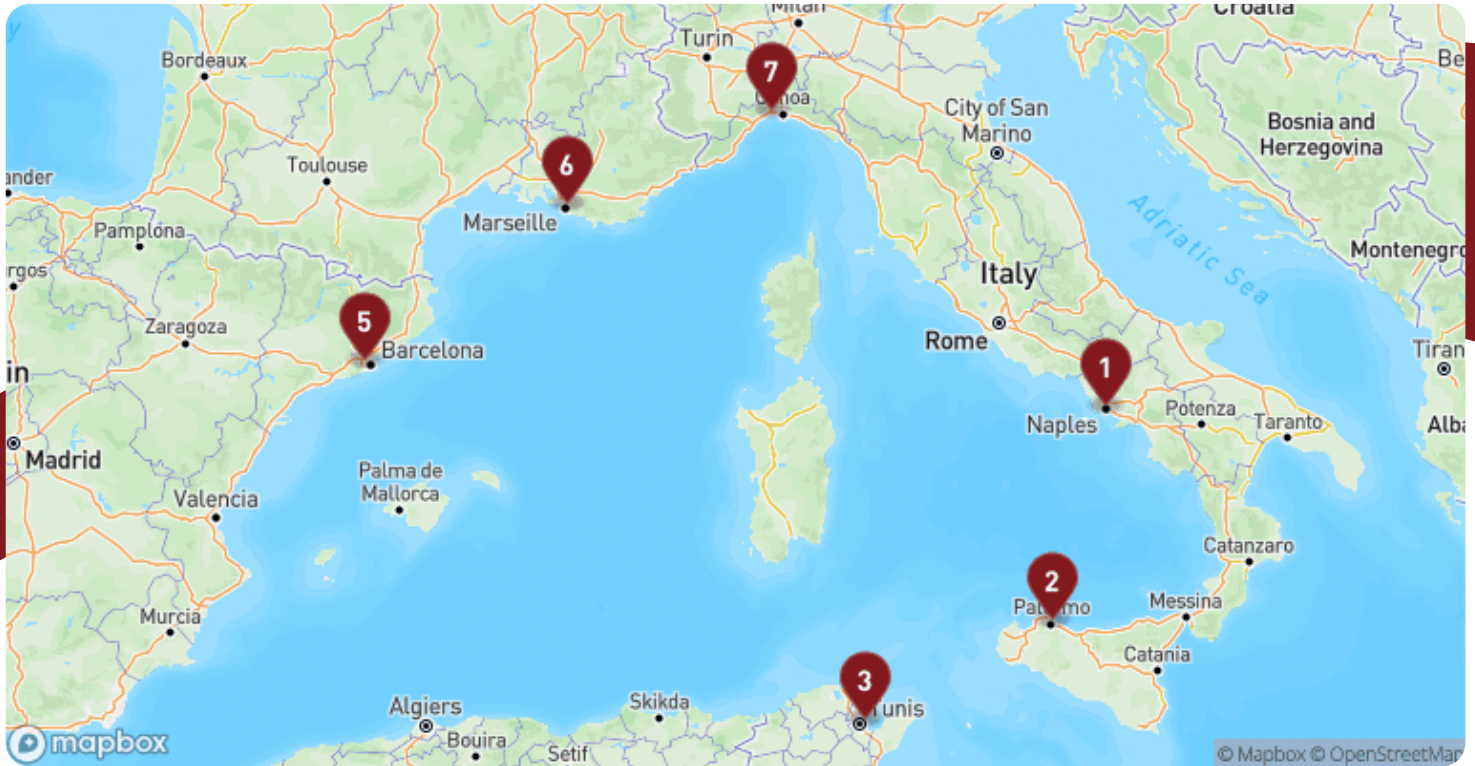 Milan
Croatia
Turin
Bordeaux
7
Be
Genoa
City of San
Marino
Bosnia and
Herzegovina
Toulouse
6
ander
Adriatic Sea
Marseille
Pamplona
Montenegro
rgos
Italy
5
Zaragoza
Barcelona
Rome
Tiran
1
in
Potenza
Naples
Taranto
Alba
Madrid
Palma de
Mallorca
Valencia
Catanzaro
2
Palermo
Messina
Murcia
Catania
3
Skikda
Algiers
Tunis
Bouira
Setif
mapbox
© Mapbox © OpenStreetMap